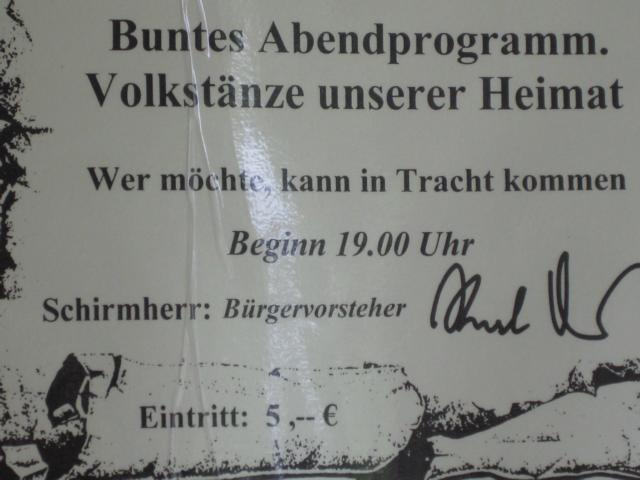 Buntes Abendprogramm.
Volkstänze unserer Heimat
Wer möchte, kann in Tracht kommen
Beginn 19.00 Uhr
Schirmherr: Bürgervorsteher
Eintritt: 5 ,-- €